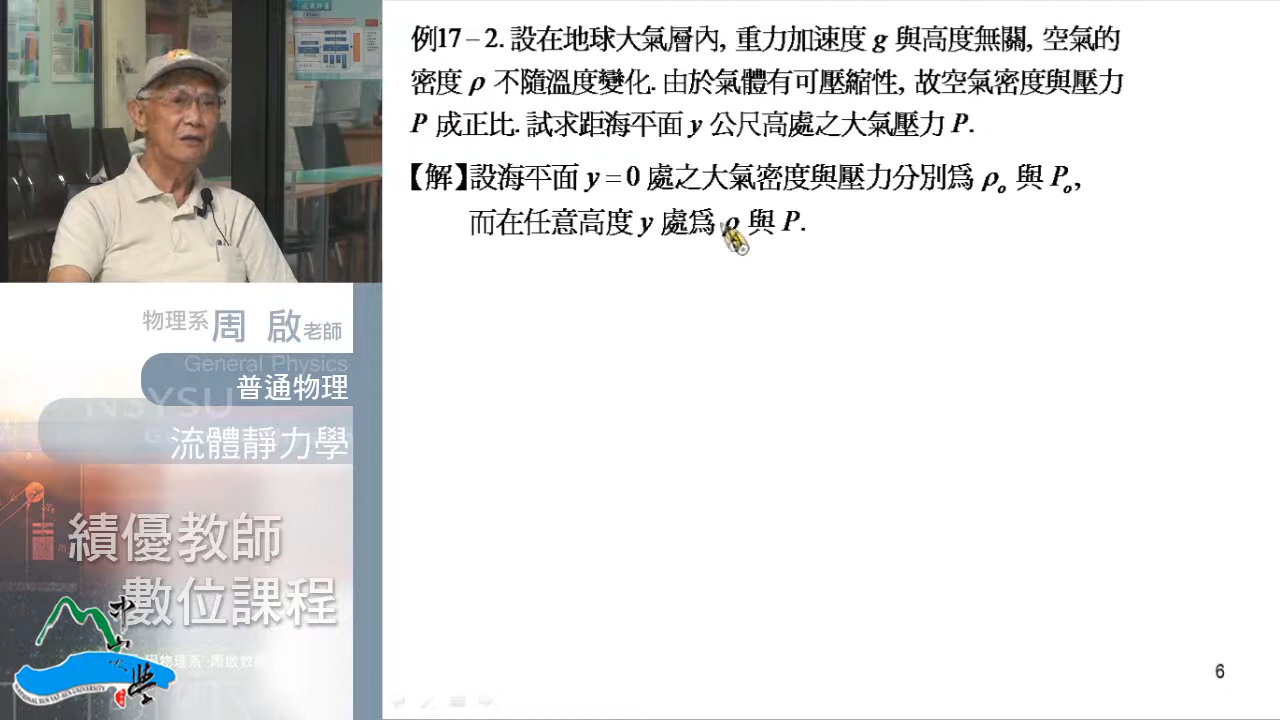 例17-2. 設在地球大氣層內, 重力加速度 g 與高度無關, 空氣的
密度 ρ 不隨溫度變化. 由於氣體有可壓縮性, 故空氣密度與壓力
P 成正比. 試求距海平面 y 公尺高處之大氣壓力 P.
【解】設海平面 y = 0 處之大氣密度與壓力分別為 ρo 與 Po,
而在任意高度 y 處為 ρ 與 P.
物理系 周 啟 老師
General Physics
普通物理
NSYSU
流體靜力學
績優教師
數位課程
6